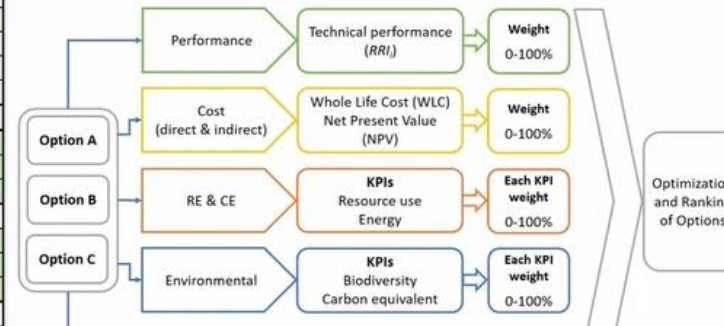 Option A
Option B
Option C
Performance
Technical performance
(RRIᵢ)
Weight
0-100%
Cost
(direct & indirect)
Whole Life Cost (WLC)
Net Present Value
(NPV)
Weight
0-100%
RE & CE
KPIs
Resource use
Energy
Each KPI
weight
0-100%
Environmental
KPIs
Biodiversity
Carbon equivalent
Each KPI
weight
0-100%
Optimizatio
and Rankin
of Options